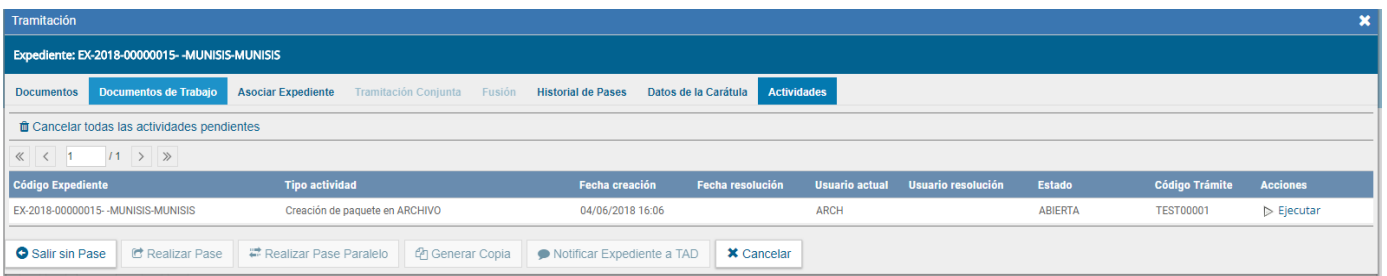 Tramitación
Expediente: EX-2018-00000015- -MUNISIS-MUNISIS
Documentos Documentos de Trabajo Asociar Expediente Tramitación Conjunta Fusión Historial de Pases Datos de la Carátula Actividades
Cancelar todas las actividades pendientes
1 / 1
Código Expediente Tipo actividad Fecha creación Fecha resolución Usuario actual Usuario resolución Estado Código Trámite Acciones
EX-2018-00000015- -MUNISIS-MUNISIS Creación de paquete en ARCHIVO 04/06/2018 16:06 ARCH ABIERTA TEST00001 Ejecutar
Salir sin Pase Realizar Pase Realizar Pase Paralelo Generar Copia Notificar Expediente a TAD Cancelar